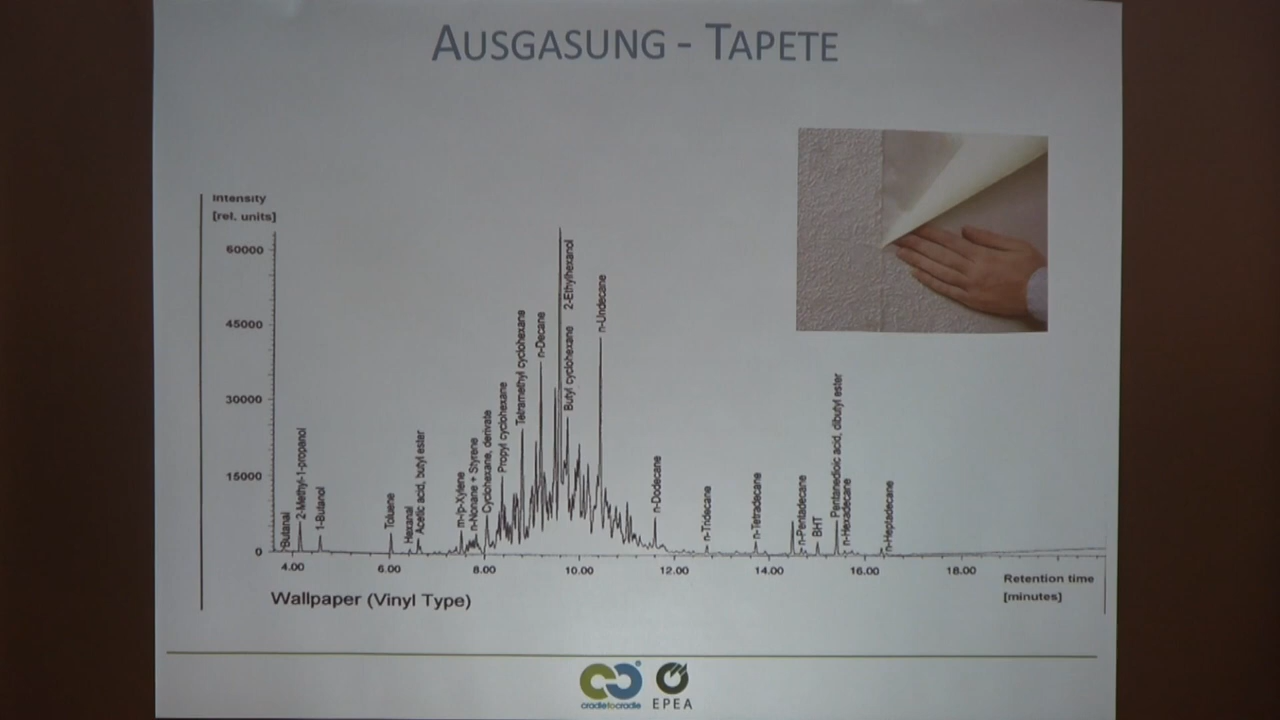 AUSGASUNG - TAPETE
Intensity
[rel. units]
60000
45000
30000
15000
0
Butanal
2-Methyl-1-propanol
1-Butanol
Toluene
Hexanal
Acetic acid, butyl ester
m-/p-Xylene
n-Nonane + Styrene
Cyclohexane, derivate
Propyl cyclohexane
Tetramethyl cyclohexane
n-Decane
2-Ethylhexanol
Butyl cyclohexane
n-Undecane
n-Dodecane
n-Tridecane
n-Tetradecane
n-Pentadecane
BHT
Pentanedioic acid, dibutyl ester
n-Hexadecane
n-Heptadecane
4.00 6.00 8.00 10.00 12.00 14.00 16.00 18.00
Retention time
[minutes]
Wallpaper (Vinyl Type)
cradletocradle
EPEA